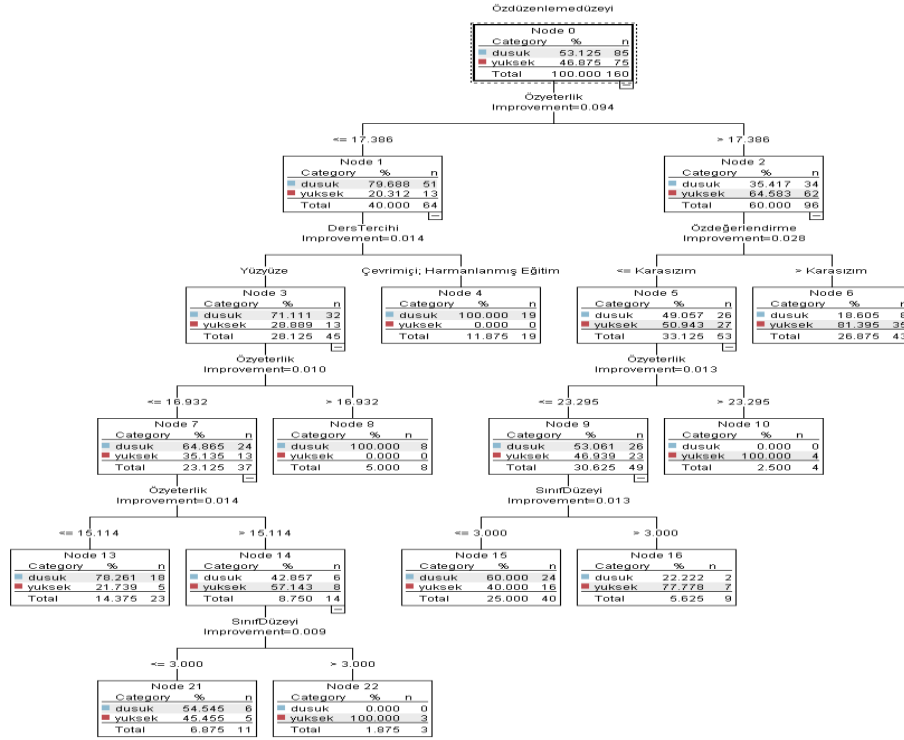 Özdüzenlemedüzeyi
Node 0
Category % n
dusuk 53.125 85
yuksek 46.875 75
Total 100.000 160
Özyeterlik
Improvement=0.094
<= 17.386
> 17.386
Node 1
Category % n
dusuk 79.688 51
yuksek 20.312 13
Total 40.000 64
Node 2
Category % n
dusuk 35.417 34
yuksek 64.583 62
Total 60.000 96
DersTercihi
Improvement=0.014
Özdeğerlendirme
Improvement=0.028
Yüzyüze
Çevrimiçi; Harmanlanmış Eğitim
<= Karasızım
> Karasızım
Node 3
Category % n
dusuk 71.111 32
yuksek 28.889 13
Total 28.125 45
Node 4
Category % n
dusuk 100.000 19
yuksek 0.000 0
Total 11.875 19
Node 5
Category % n
dusuk 49.057 26
yuksek 50.943 27
Total 33.125 53
Node 6
Category % n
dusuk 18.605 8
yuksek 81.395 35
Total 26.875 43
Özyeterlik
Improvement=0.010
Özyeterlik
Improvement=0.013
<= 16.932
> 16.932
<= 23.295
> 23.295
Node 7
Category % n
dusuk 64.865 24
yuksek 35.135 13
Total 23.125 37
Node 8
Category % n
dusuk 100.000 8
yuksek 0.000 0
Total 5.000 8
Node 9
Category % n
dusuk 53.061 26
yuksek 46.939 23
Total 30.625 49
Node 10
Category % n
dusuk 0.000 0
yuksek 100.000 4
Total 2.500 4
Özyeterlik
Improvement=0.014
SınıfDüzeyi
Improvement=0.013
<= 15.114
> 15.114
<= 3.000
> 3.000
Node 13
Category % n
dusuk 78.261 18
yuksek 21.739 5
Total 14.375 23
Node 14
Category % n
dusuk 42.857 6
yuksek 57.143 8
Total 8.750 14
Node 15
Category % n
dusuk 60.000 24
yuksek 40.000 16
Total 25.000 40
Node 16
Category % n
dusuk 22.222 2
yuksek 77.778 7
Total 5.625 9
SınıfDüzeyi
Improvement=0.009
<= 3.000
> 3.000
Node 21
Category % n
dusuk 54.545 6
yuksek 45.455 5
Total 6.875 11
Node 22
Category % n
dusuk 0.000 0
yuksek 100.000 3
Total 1.875 3